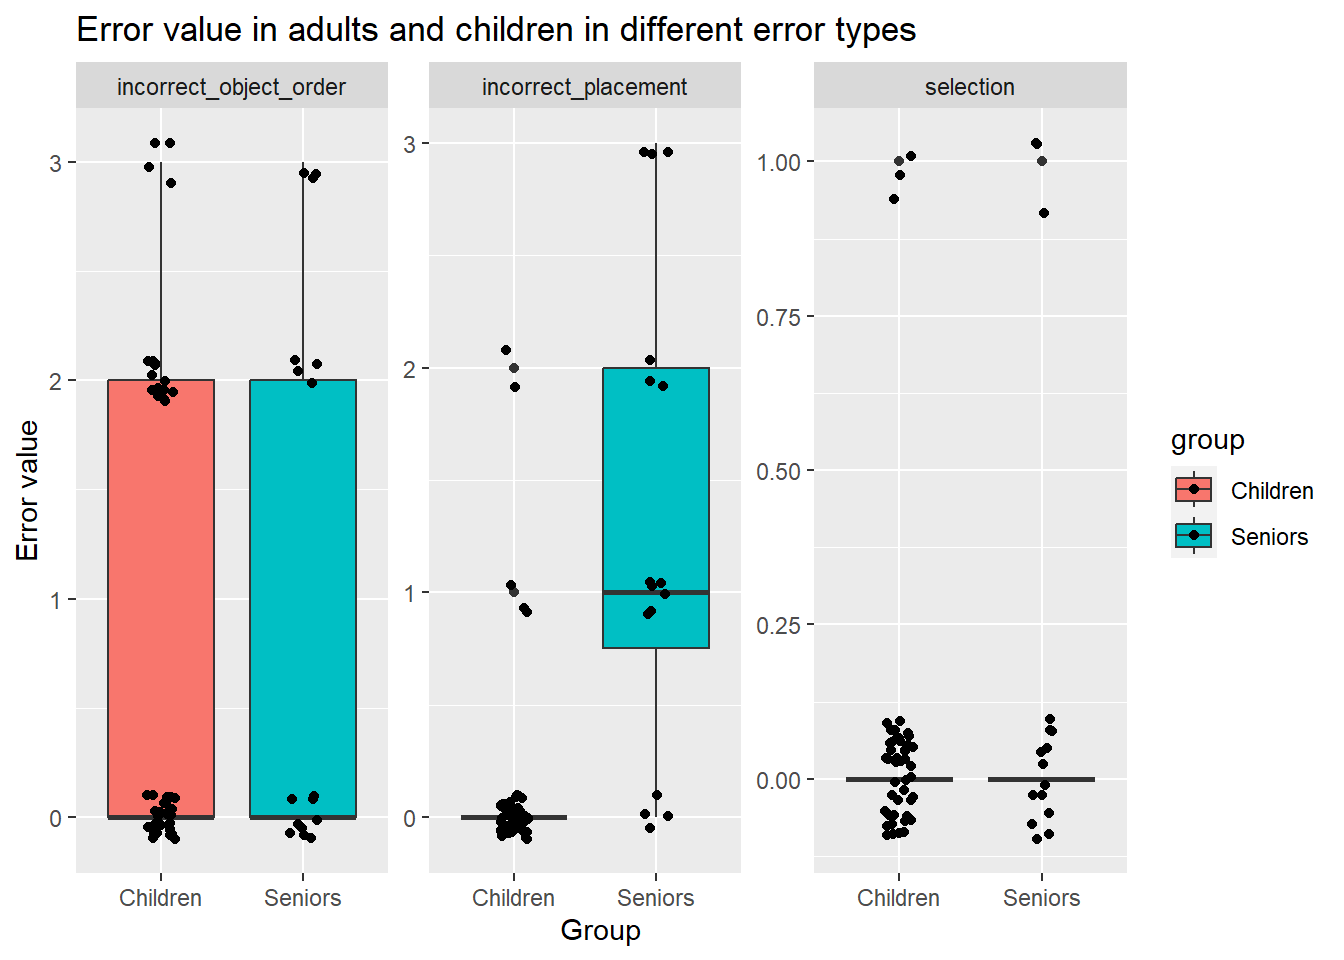 Error value in adults and children in different error types
incorrect_object_order
incorrect_placement
selection
Error value
3
2
1
0
3
2
1
0
1.00
0.75
0.50
0.25
0.00
Children
Seniors
Children
Seniors
Children
Seniors
Group
group
Children
Seniors